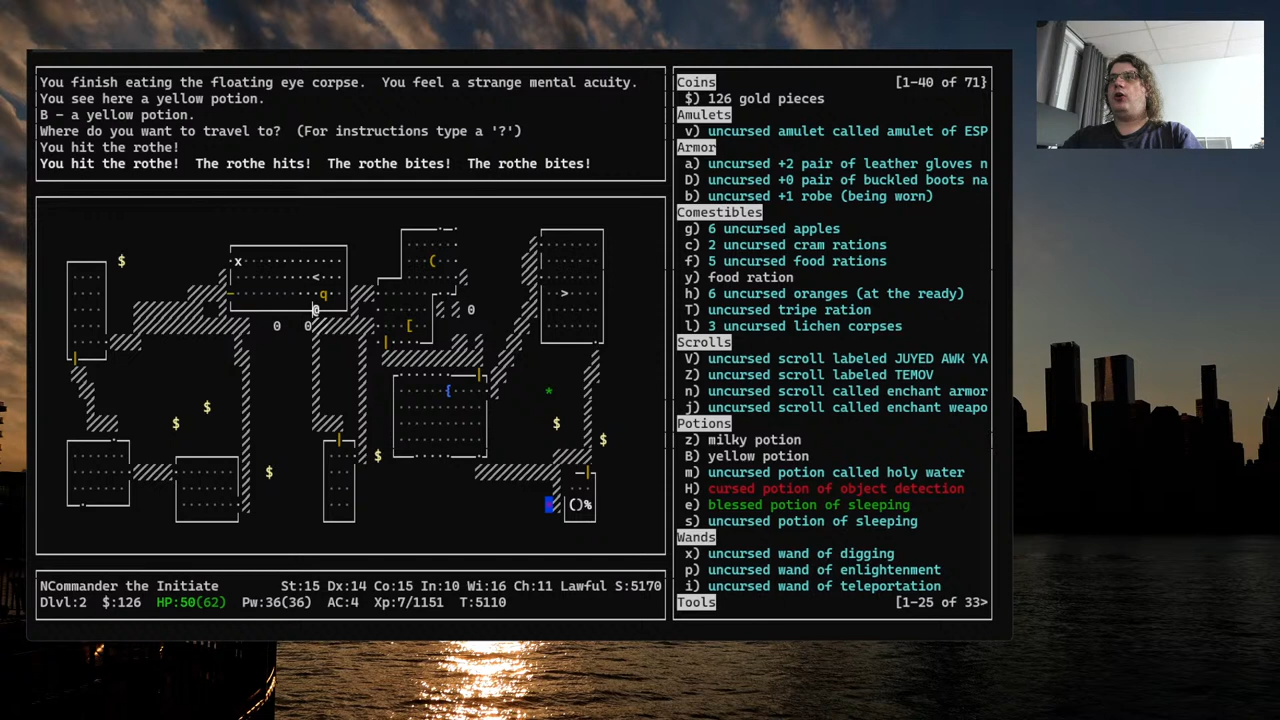 You finish eating the floating eye corpse.  You feel a strange mental acuity.
You see here a yellow potion.
B - a yellow potion.
Where do you want to travel to?  (For instructions type a '?')
You hit the rothe!
You hit the rothe!  The rothe hits!  The rothe bites!  The rothe bites!
NCommander the Initiate St:15 Dx:14 Co:15 In:10 Wi:16 Ch:11 Lawful S:5170
Dlvl:2 $:126 HP:50(62) Pw:36(36) AC:4 Xp:7/1151 T:5110
Coins [1-40 of 71}
$) 126 gold pieces
Amulets
v) uncursed amulet called amulet of ESP
Armor
a) uncursed +2 pair of leather gloves n
D) uncursed +0 pair of buckled boots na
b) uncursed +1 robe (being worn)
Comestibles
g) 6 uncursed apples
c) 2 uncursed cram rations
f) 5 uncursed food rations
y) food ration
h) 6 uncursed oranges (at the ready)
T) uncursed tripe ration
l) 3 uncursed lichen corpses
Scrolls
V) uncursed scroll labeled JUYED AWK YA
Z) uncursed scroll labeled TEMOV
n) uncursed scroll called enchant armor
j) uncursed scroll called enchant weapo
Potions
z) milky potion
B) yellow potion
m) uncursed potion called holy water
H) cursed potion of object detection
e) blessed potion of sleeping
s) uncursed potion of sleeping
Wands
x) uncursed wand of digging
p) uncursed wand of enlightenment
i) uncursed wand of teleportation
Tools [1-25 of 33>